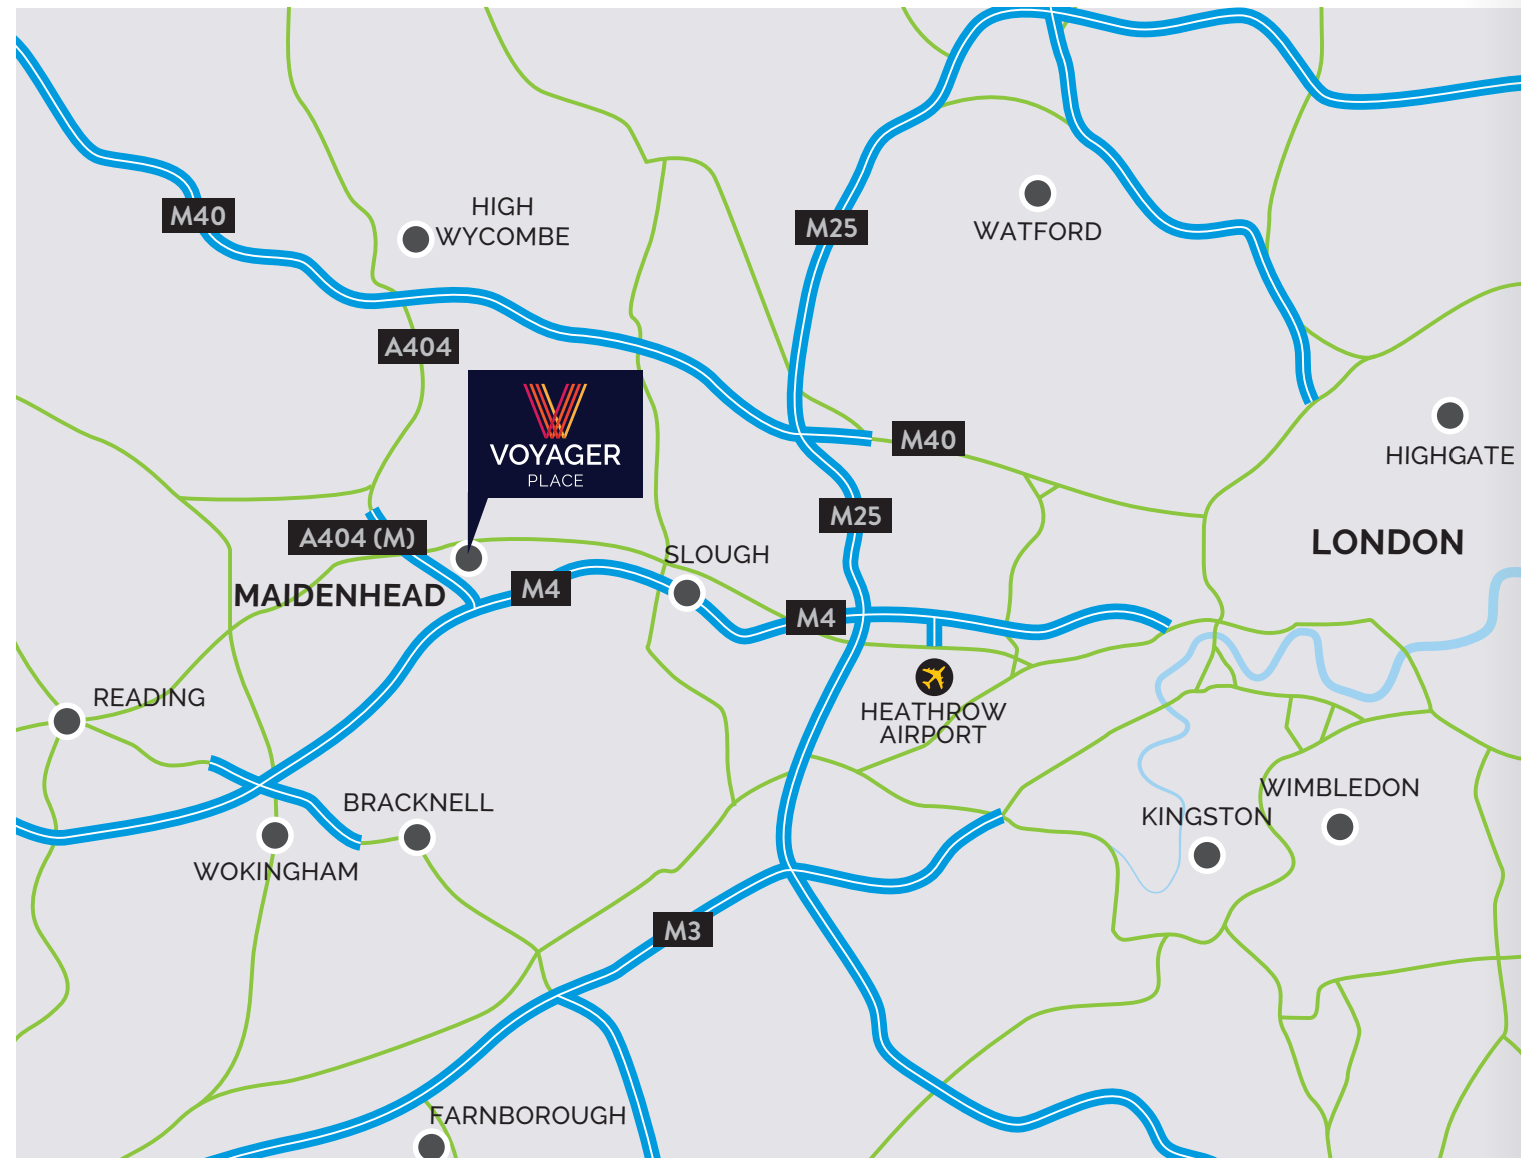 HIGH
WYCOMBE
M40
M25
WATFORD
A404
VOYAGER
PLACE
M40
HIGHGATE
M25
A404 (M)
LONDON
SLOUGH
MAIDENHEAD
M4
M4
READING
HEATHROW
AIRPORT
BRACKNELL
WIMBLEDON
KINGSTON
WOKINGHAM
M3
FARNBOROUGH